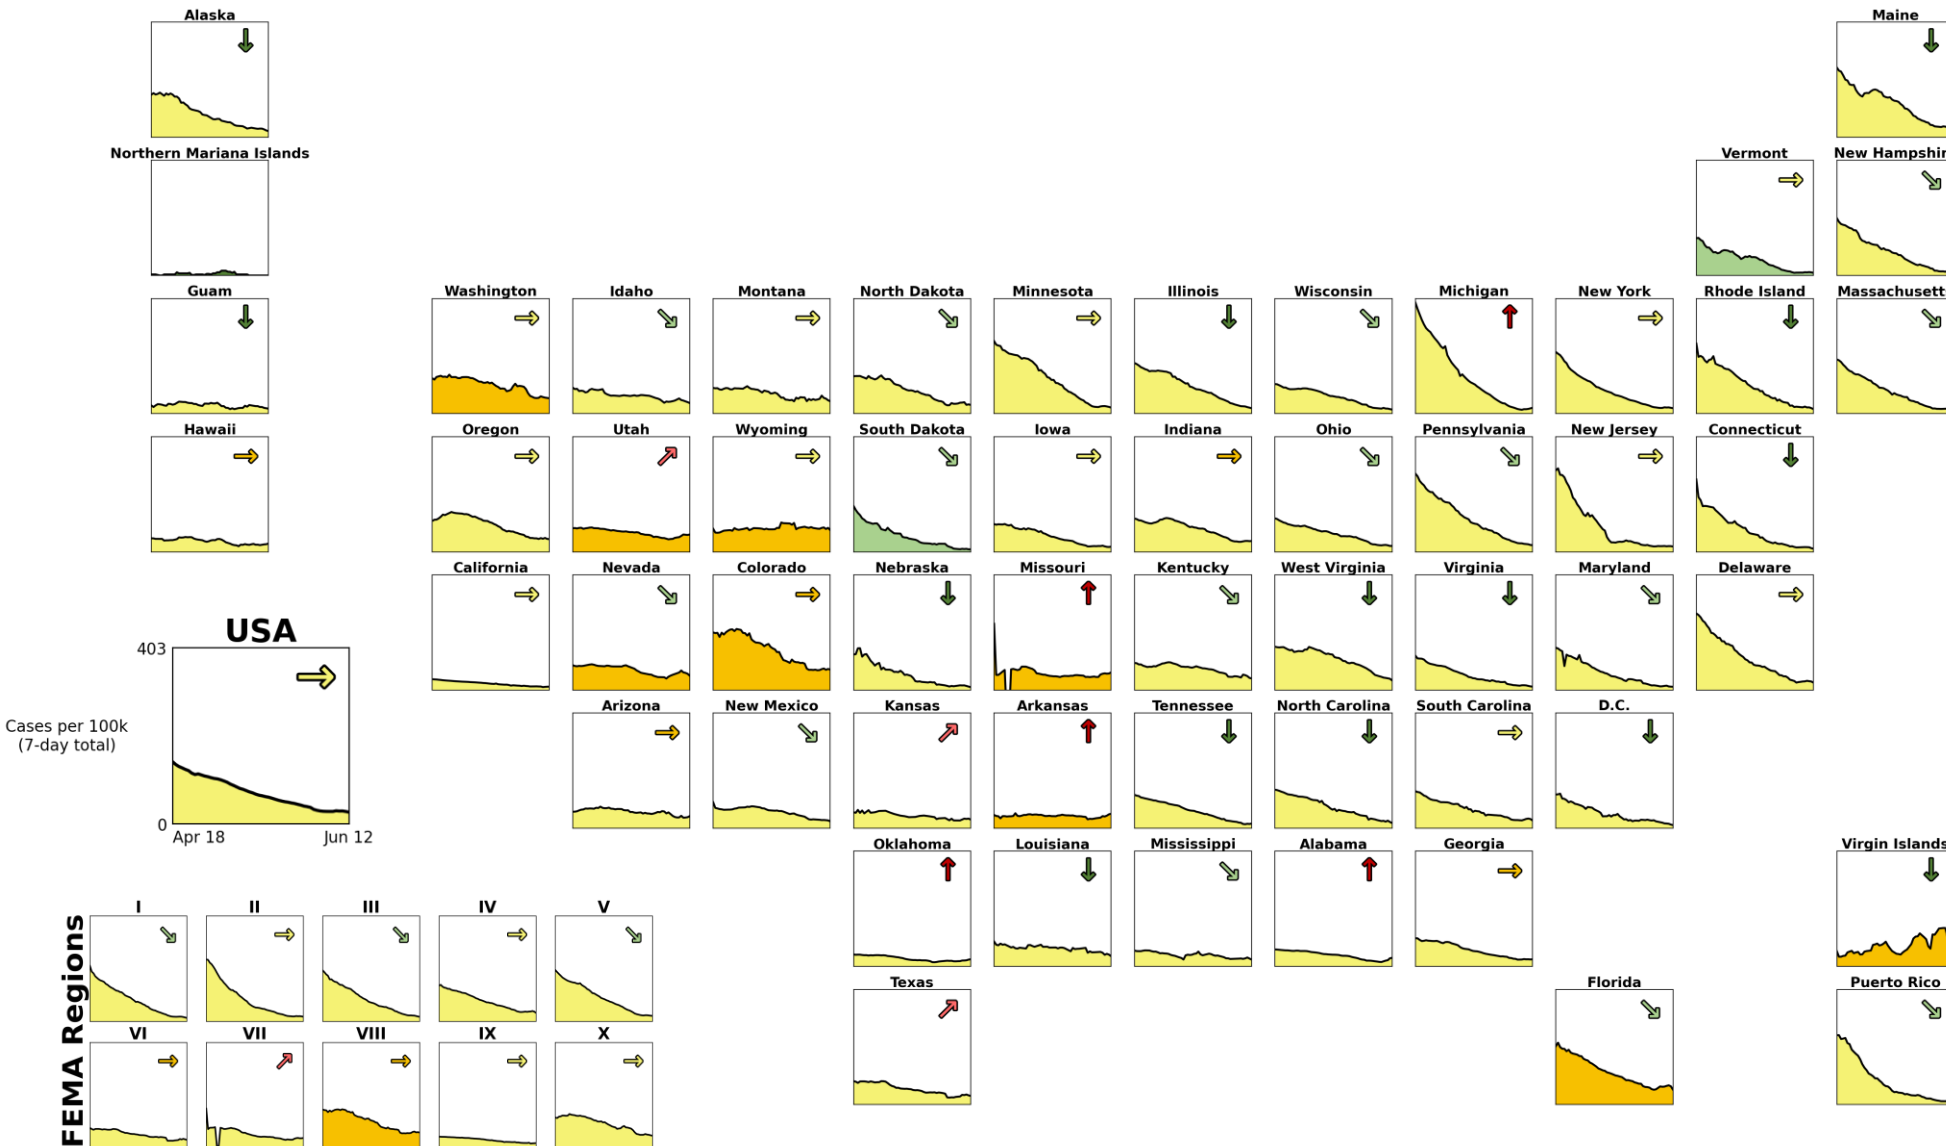 Alaska
Maine
Northern Mariana Islands
Vermont
New Hampshir
Guam
Washington
Idaho
Montana
North Dakota
Minnesota
Illinois
Wisconsin
Michigan
New York
Rhode Island
Massachusett
Hawaii
Oregon
Utah
Wyoming
South Dakota
Iowa
Indiana
Ohio
Pennsylvania
New Jersey
Connecticut
California
Nevada
Colorado
Nebraska
Missouri
Kentucky
West Virginia
Virginia
Maryland
Delaware
USA
403
Cases per 100k
(7-day total)
0
Apr 18
Jun 12
Arizona
New Mexico
Kansas
Arkansas
Tennessee
North Carolina
South Carolina
D.C.
Oklahoma
Louisiana
Mississippi
Alabama
Georgia
Virgin Islands
Texas
Florida
Puerto Rico
FEMA Regions
I
II
III
IV
V
VI
VII
VIII
IX
X